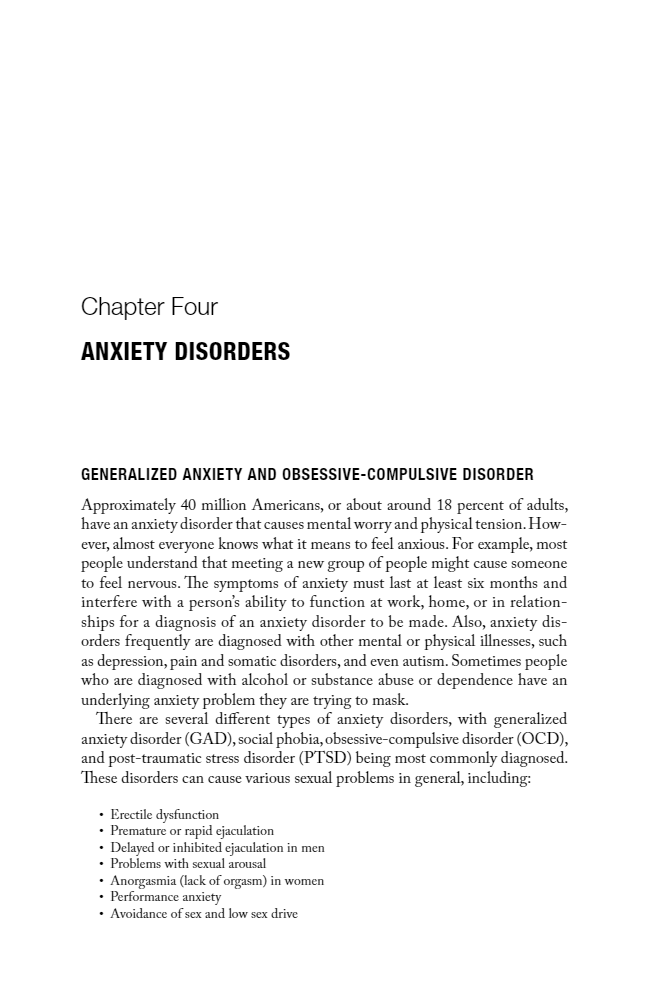 Chapter Four
ANXIETY DISORDERS
GENERALIZED ANXIETY AND OBSESSIVE-COMPULSIVE DISORDER
Approximately 40 million Americans, or about around 18 percent of adults,
have an anxiety disorder that causes mental worry and physical tension. How-
ever, almost everyone knows what it means to feel anxious. For example, most
people understand that meeting a new group of people might cause someone
to feel nervous. The symptoms of anxiety must last at least six months and
interfere with a person’s ability to function at work, home, or in relation-
ships for a diagnosis of an anxiety disorder to be made. Also, anxiety dis-
orders frequently are diagnosed with other mental or physical illnesses, such
as depression, pain and somatic disorders, and even autism. Sometimes people
who are diagnosed with alcohol or substance abuse or dependence have an
underlying anxiety problem they are trying to mask.
There are several different types of anxiety disorders, with generalized
anxiety disorder (GAD), social phobia, obsessive-compulsive disorder (OCD),
and post-traumatic stress disorder (PTSD) being most commonly diagnosed.
These disorders can cause various sexual problems in general, including:
• Erectile dysfunction
• Premature or rapid ejaculation
• Delayed or inhibited ejaculation in men
• Problems with sexual arousal
• Anorgasmia (lack of orgasm) in women
• Performance anxiety
• Avoidance of sex and low sex drive